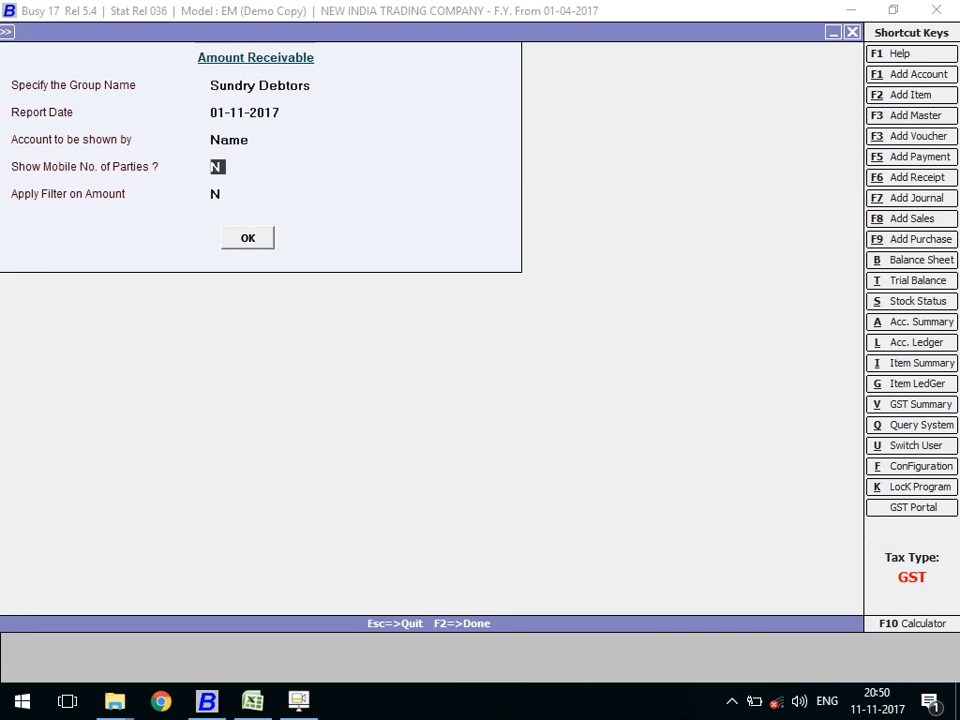 Busy 17 Rel 5.4 | Stat Rel 036 | Model : EM (Demo Copy) | NEW INDIA TRADING COMPANY - F.Y. From 01-04-2017
>>
Shortcut Keys
Amount Receivable
Specify the Group Name Sundry Debtors
Report Date 01-11-2017
Account to be shown by Name
Show Mobile No. of Parties ? N
Apply Filter on Amount N
OK
F1 Help
F1 Add Account
F2 Add Item
F3 Add Master
F3 Add Voucher
F5 Add Payment
F6 Add Receipt
F7 Add Journal
F8 Add Sales
F9 Add Purchase
B Balance Sheet
T Trial Balance
S Stock Status
A Acc. Summary
L Acc. Ledger
I Item Summary
G Item LedGer
V GST Summary
Q Query System
U Switch User
F ConFiguration
K LocK Program
GST Portal
Tax Type:
GST
Esc=>Quit F2=>Done
F10 Calculator
B
ENG
20:50
11-11-2017
1